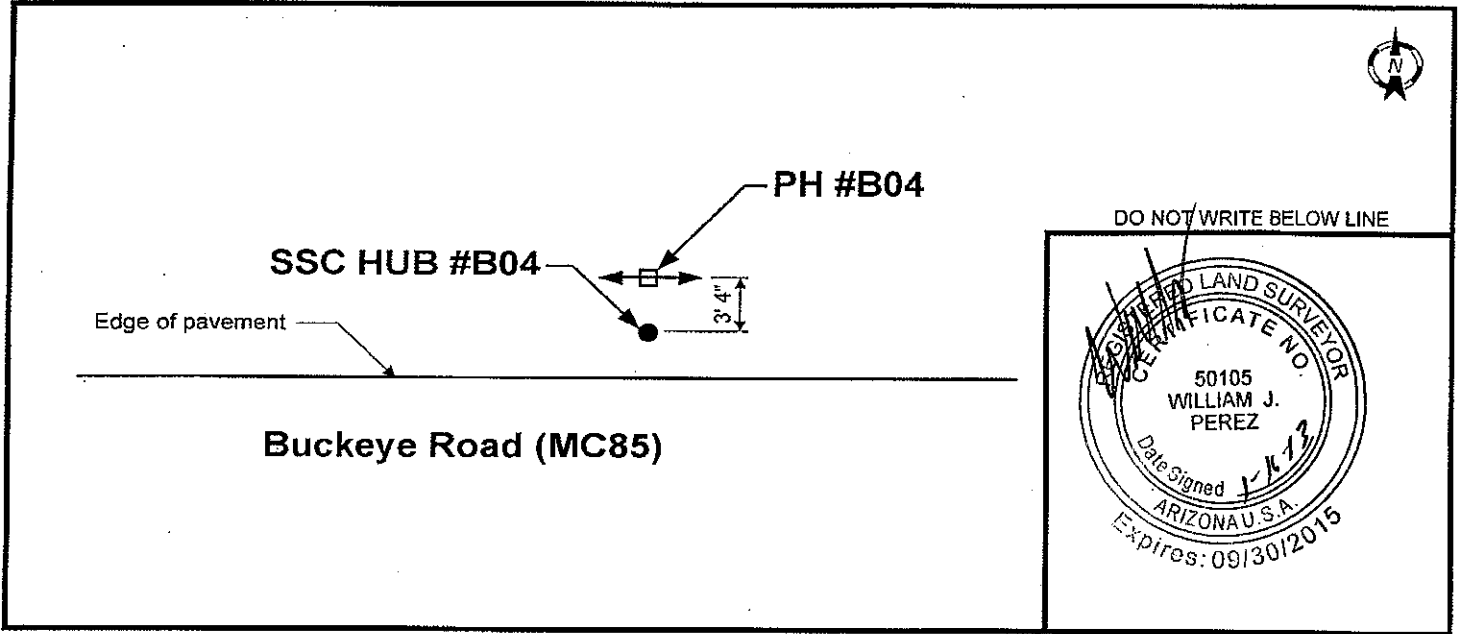 N
PH #B04
DO NOT WRITE BELOW LINE
SSC HUB #B04
3' 4"
Edge of pavement
Buckeye Road (MC85)
REGISTERED LAND SURVEYOR
CERTIFICATE NO.
50105
WILLIAM J.
PEREZ
Date Signed
ARIZONA U.S.A.
Expires: 09/30/2015